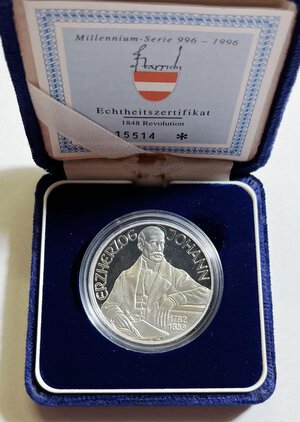 Millennium-Serie 996 - 1996
Echtheitszertifikat
1848 Revolution
15514 *
ERZHERZOG JOHANN
1782
1859